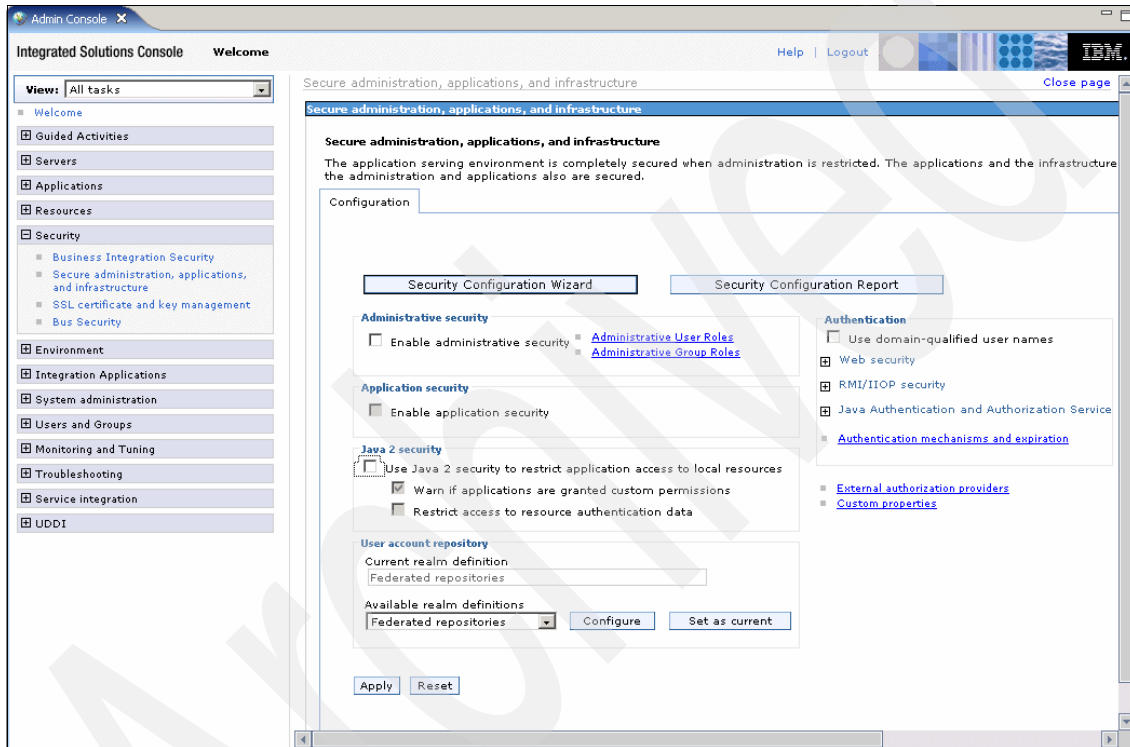 Admin Console
Integrated Solutions Console Welcome Help | Logout IBM.
View: All tasks
Welcome
Guided Activities
Servers
Applications
Resources
Security
Business Integration Security
Secure administration, applications,
and infrastructure
SSL certificate and key management
Bus Security
Environment
Integration Applications
System administration
Users and Groups
Monitoring and Tuning
Troubleshooting
Service integration
UDDI
Secure administration, applications, and infrastructure Close page
Secure administration, applications, and infrastructure
Secure administration, applications, and infrastructure
The application serving environment is completely secured when administration is restricted. The applications and the infrastructure
the administration and applications also are secured.
Configuration
Security Configuration Wizard Security Configuration Report
Administrative security
Enable administrative security
Administrative User Roles
Administrative Group Roles
Application security
Enable application security
Java 2 security
Use Java 2 security to restrict application access to local resources
Warn if applications are granted custom permissions
Restrict access to resource authentication data
User account repository
Current realm definition
Federated repositories
Available realm definitions
Federated repositories Configure Set as current
Apply Reset
Authentication
Use domain-qualified user names
Web security
RMI/IIOP security
Java Authentication and Authorization Service
Authentication mechanisms and expiration
External authorization providers
Custom properties
Archived